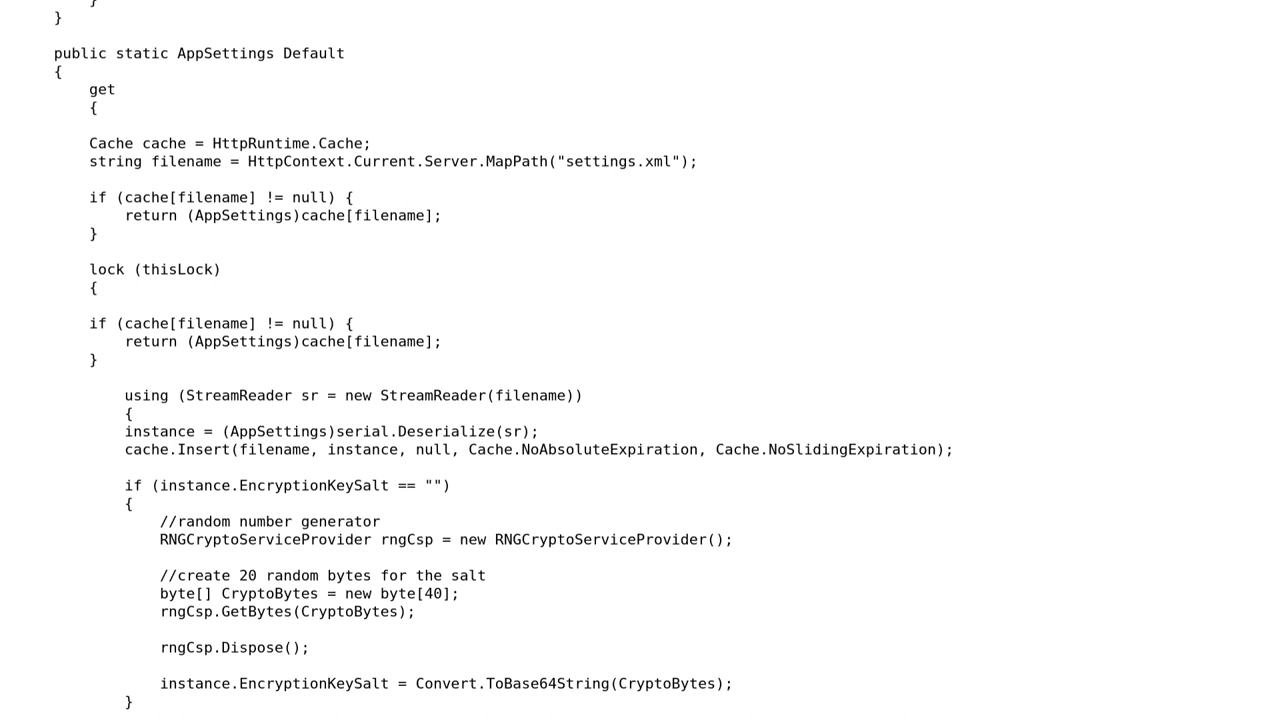 }
}
public static AppSettings Default
{
get
{
Cache cache = HttpRuntime.Cache;
string filename = HttpContext.Current.Server.MapPath("settings.xml");
if (cache[filename] != null) {
return (AppSettings)cache[filename];
}
lock (thisLock)
{
if (cache[filename] != null) {
return (AppSettings)cache[filename];
}
using (StreamReader sr = new StreamReader(filename))
{
instance = (AppSettings)serial.Deserialize(sr);
cache.Insert(filename, instance, null, Cache.NoAbsoluteExpiration, Cache.NoSlidingExpiration);
if (instance.EncryptionKeySalt == "")
{
//random number generator
RNGCryptoServiceProvider rngCsp = new RNGCryptoServiceProvider();
//create 20 random bytes for the salt
byte[] CryptoBytes = new byte[40];
rngCsp.GetBytes(CryptoBytes);
rngCsp.Dispose();
instance.EncryptionKeySalt = Convert.ToBase64String(CryptoBytes);
}